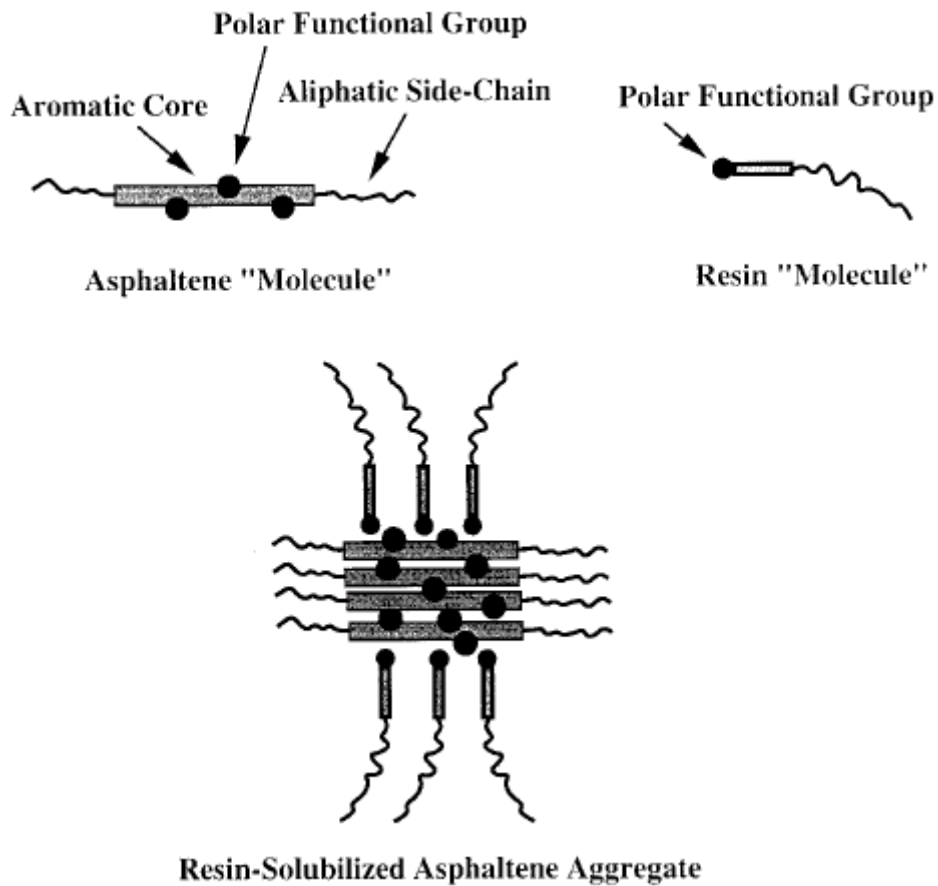 Polar Functional Group
Aromatic Core
Aliphatic Side-Chain
Polar Functional Group
Asphaltene "Molecule"
Resin "Molecule"
Resin-Solubilized Asphaltene Aggregate